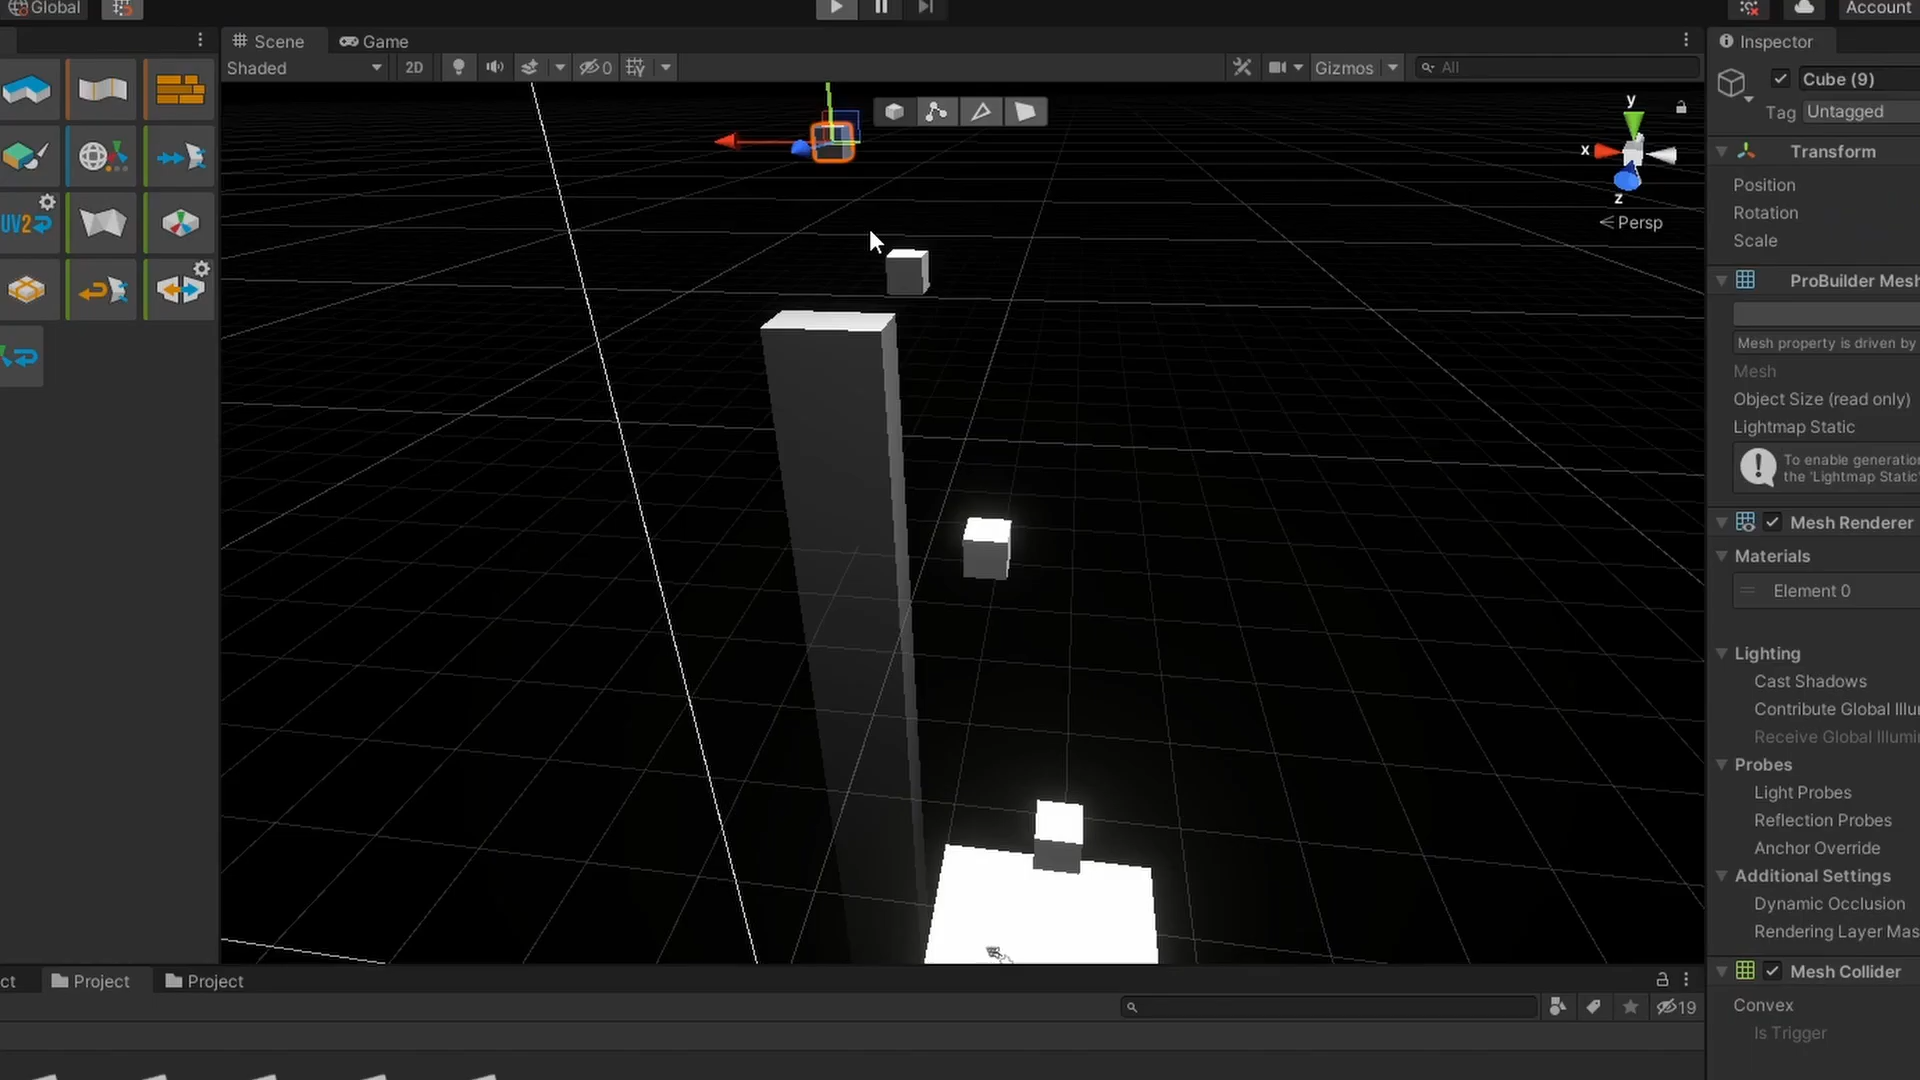 Global
Account
Scene
Game
Inspector
Shaded
2D
0
Gizmos
All
Cube (9)
Tag
Untagged
y
x
z
Persp
Transform
Position
Rotation
Scale
UV2
ProBuilder Mesh
Mesh property is driven by
Mesh
Object Size (read only)
Lightmap Static
To enable generation
the 'Lightmap Static'
Mesh Renderer
Materials
Element 0
Lighting
Cast Shadows
Contribute Global Illu
Receive Global Illumi
Probes
Light Probes
Reflection Probes
Anchor Override
Additional Settings
Dynamic Occlusion
Rendering Layer Mas
Mesh Collider
Convex
Is Trigger
ct
Project
Project
19